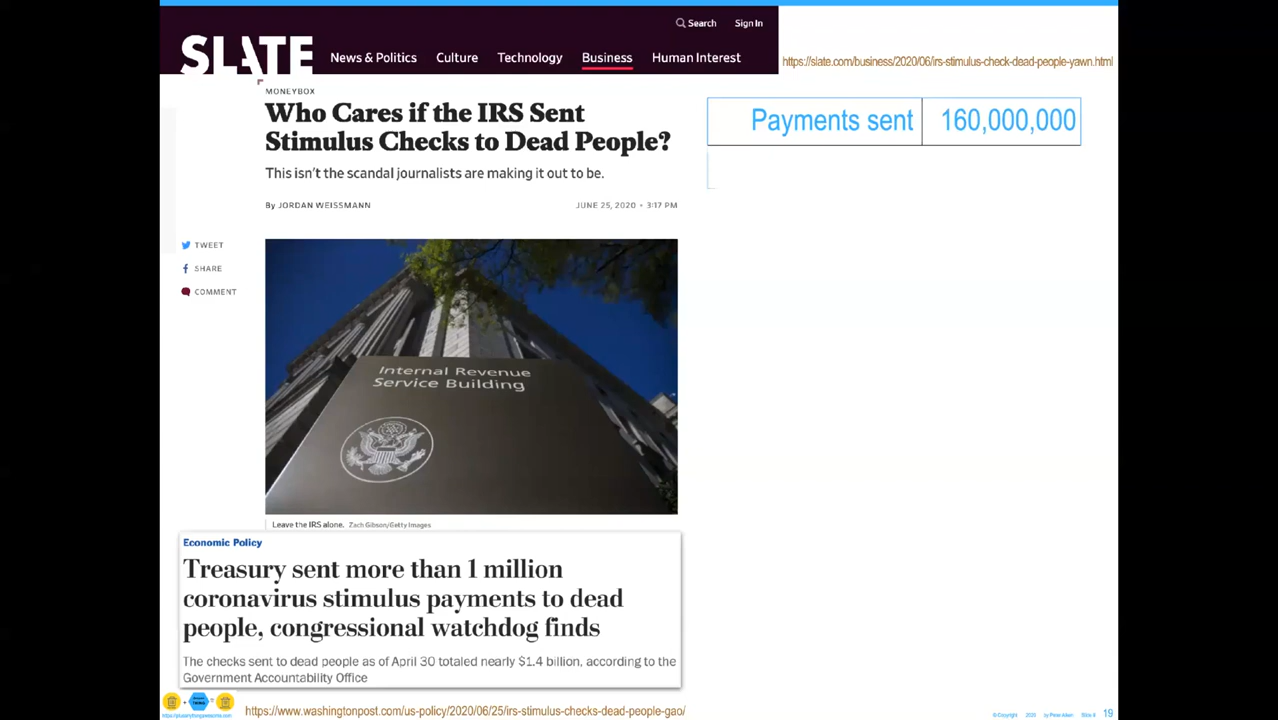 Search Sign In
SLATE News & Politics Culture Technology Business Human Interest
https://slate.com/business/2020/06/irs-stimulus-check-dead-people-yawn.html
MONEYBOX
Who Cares if the IRS Sent
Stimulus Checks to Dead People?
This isn't the scandal journalists are making it out to be.
By JORDAN WEISSMANN JUNE 25, 2020 • 3:17 PM
Payments sent 160,000,000
TWEET
SHARE
COMMENT
Internal Revenue
Service Building
Leave the IRS alone. Zach Gibson/Getty Images
Economic Policy
Treasury sent more than 1 million
coronavirus stimulus payments to dead
people, congressional watchdog finds
The checks sent to dead people as of April 30 totaled nearly $1.4 billion, according to the
Government Accountability Office
https://www.washingtonpost.com/us-policy/2020/06/25/irs-stimulus-checks-dead-people-gao/
© Copyright 2020 by Peter Aiken Slide # 19